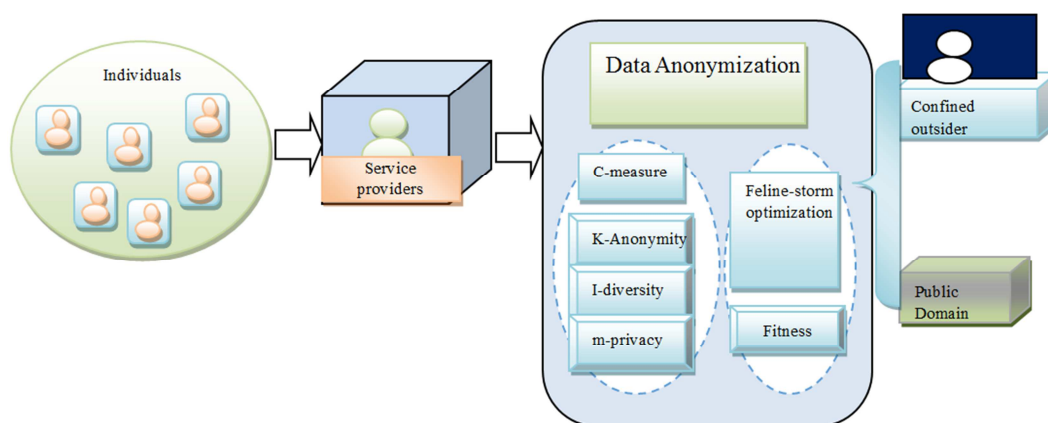 Individuals
Service
providers
Data Anonymization
C-measure
K-Anonymity
I-diversity
m-privacy
Feline-storm
optimization
Fitness
Confined
outsider
Public
Domain